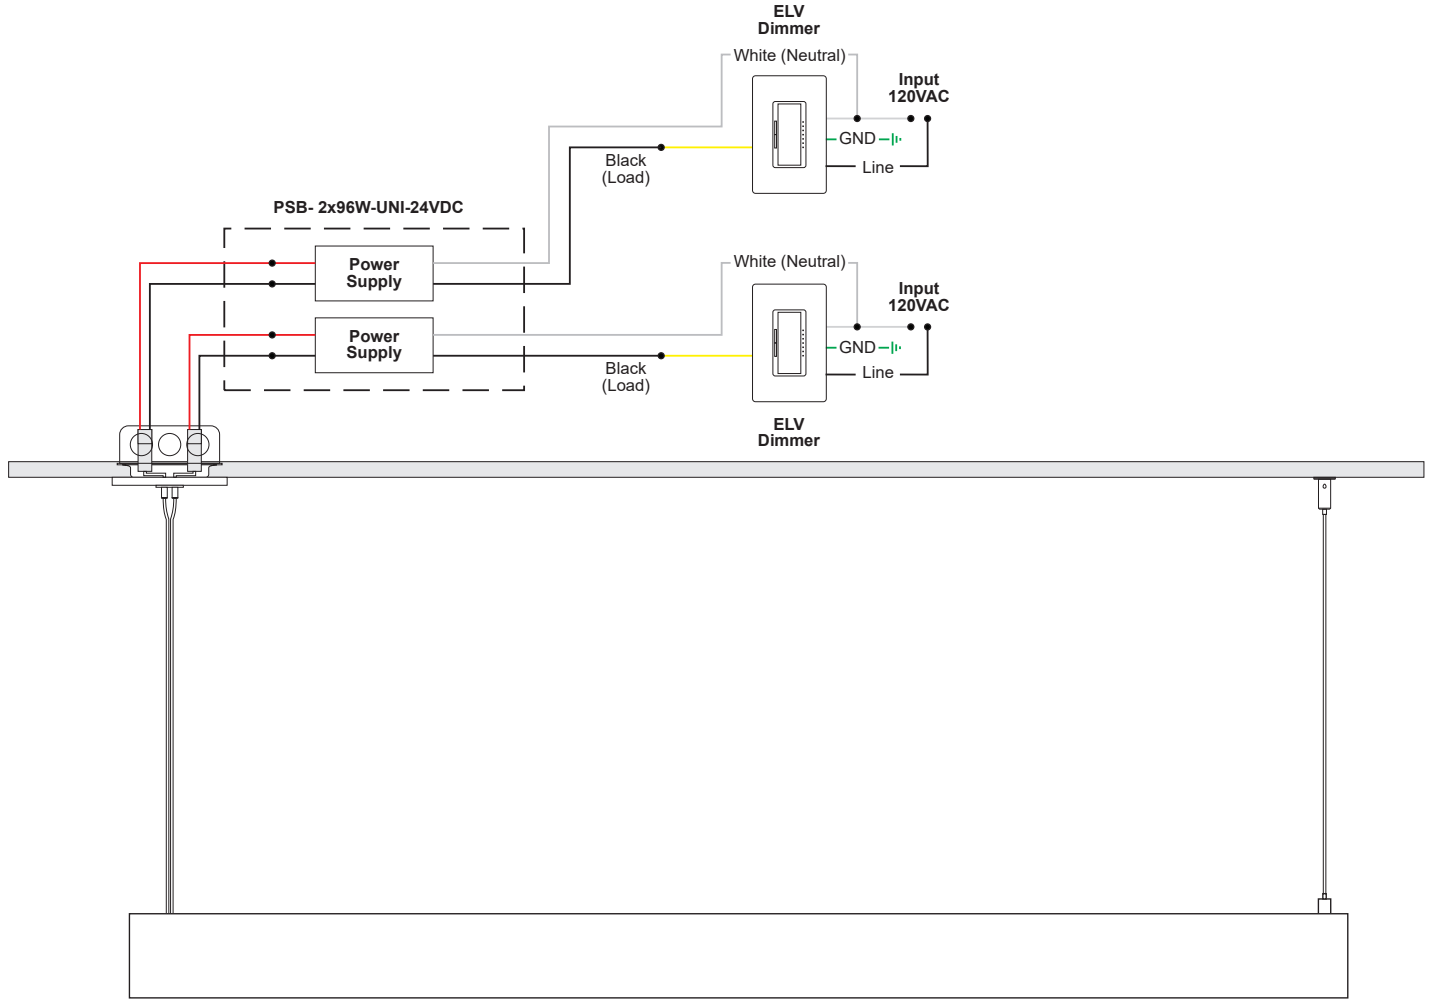 ELV
Dimmer
White (Neutral)
Input
120VAC
GND
Line
Black
(Load)
PSB- 2x96W-UNI-24VDC
Power
Supply
White (Neutral)
Input
120VAC
Power
Supply
GND
Line
Black
(Load)
ELV
Dimmer